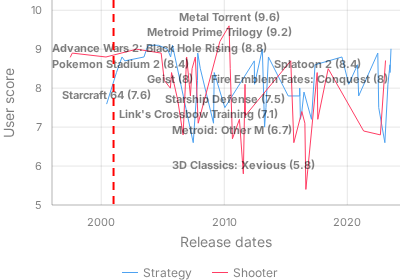 10
9
8
7
6
5
User score
Metal Torrent (9.6)
Metroid Prime Trilogy (9.2)
Advance Wars 2: Black Hole Rising (8.8)
Pokemon Stadium 2 (8.4)
Splatoon 2 (8.4)
Geist (8)
Fire Emblem Fates: Conquest (8)
Starcraft 64 (7.6)
Starship Defense (7.5)
Link's Crossbow Training (7.1)
Metroid: Other M (6.7)
3D Classics: Xevious (5.8)
2000
2010
2020
Release dates
Strategy
Shooter